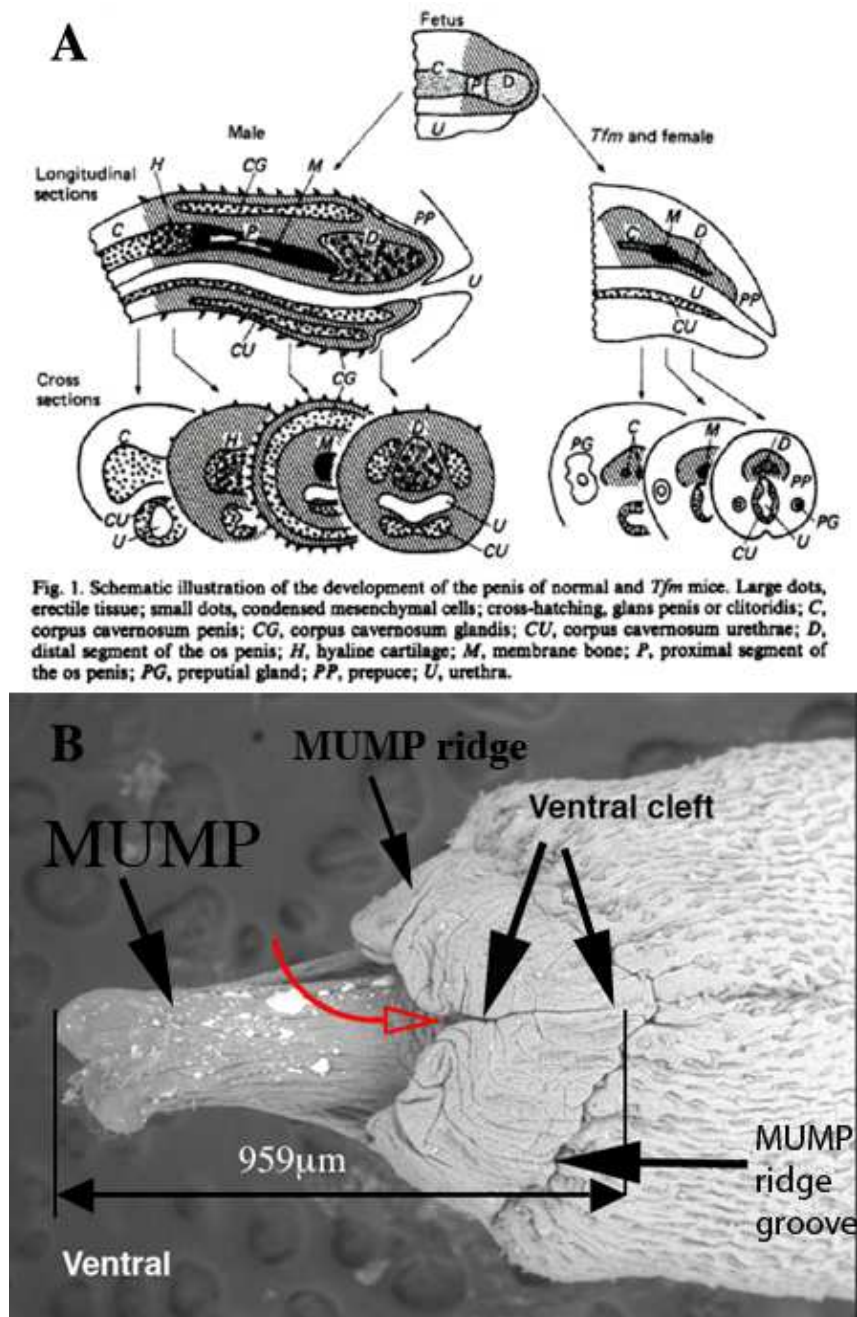 A
Fetus
C
P
D
U
Male
Tfm and female
H
CG
M
Longitudinal
sections
C
P
D
PP
U
CU
CG
M
C
D
U
PP
CU
Cross
sections
C
H
M
D
CU
U
U
CU
PG
C
M
D
PP
PG
CU
U
Fig. 1. Schematic illustration of the development of the penis of normal and Tfm mice. Large dots,
erectile tissue; small dots, condensed mesenchymal cells; cross-hatching, glans penis or clitoridis; C,
corpus cavernosum penis; CG, corpus cavernosum glandis; CU, corpus cavernosum urethrae; D,
distal segment of the os penis; H, hyaline cartilage; M, membrane bone; P, proximal segment of
the os penis; PG, preputial gland; PP, prepuce; U, urethra.
B
MUMP ridge
Ventral cleft
MUMP
959µm
MUMP
ridge
groove
Ventral